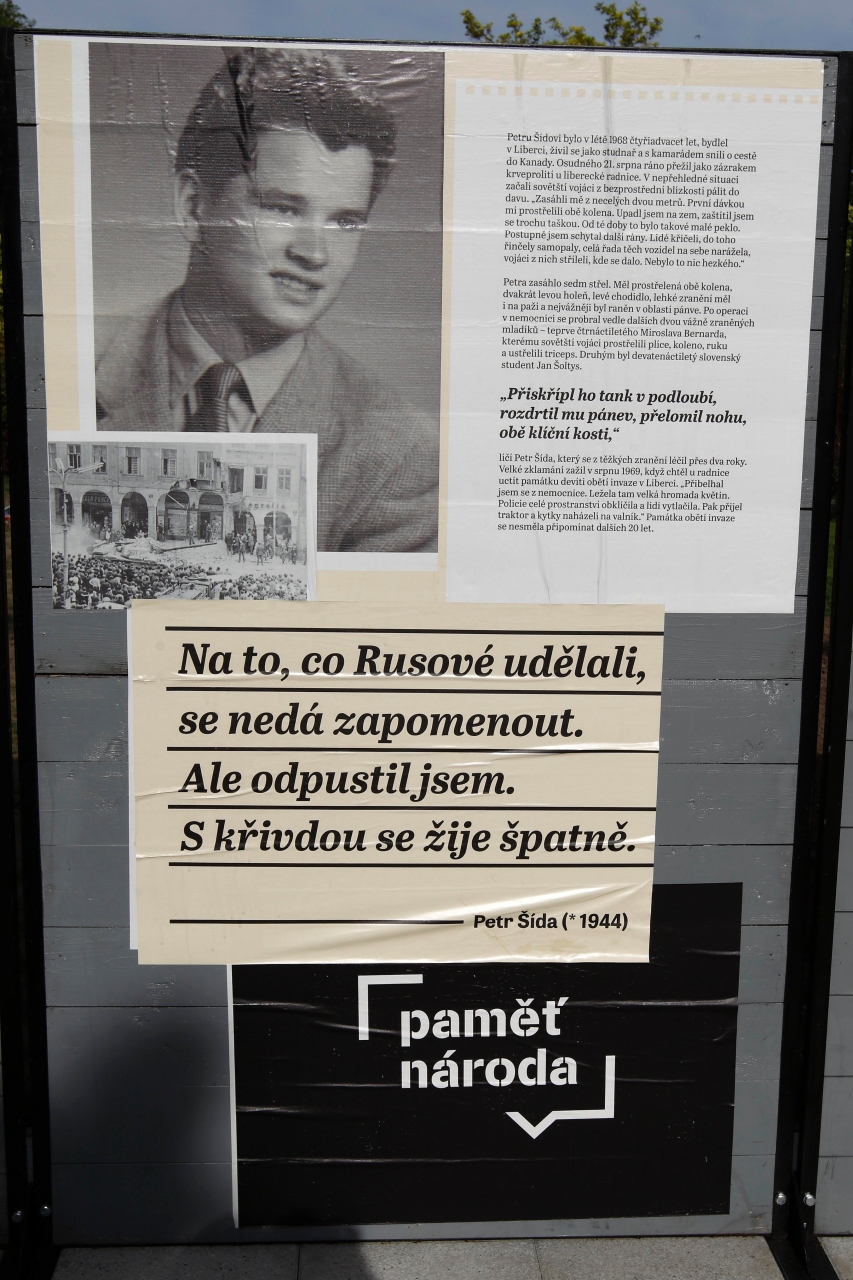 Petru Šídovi bylo v létě 1968 čtyřiadvacet let, bydlel
v Liberci, živil se jako studnař a s kamarádem snili o cestě
do Kanady. Osudného 21. srpna ráno přežil jako zázrakem
krveprolití u liberecké radnice. V nepřehledné situaci
začali sovětští vojáci z bezprostřední blízkosti pálit do
davu. „Zasáhli mě z necelých dvou metrů. První dávkou
mi prostřelili obě kolena. Upadl jsem na zem, zaštítil jsem
se trochu taškou. Od té doby to bylo takové malé peklo.
Postupně jsem schytal další rány. Lidé křičeli, do toho
řinčely samopaly, celá řada těch vozidel na sebe narážela,
vojáci z nich stříleli, kde se dalo. Nebylo to nic hezkého.“
Petra zasáhlo sedm střel. Měl prostřelená obě kolena,
dvakrát levou holeň, levé chodidlo, lehké zranění měl
i na paži a nejvážněji byl raněn v oblasti pánve. Po operaci
v nemocnici se probral vedle dalších dvou vážně zraněných
mladíků – teprve čtrnáctiletého Miroslava Bernarda,
kterému sovětští vojáci prostřelili plíce, koleno, ruku
a ustřelili triceps. Druhým byl devatenáctiletý slovenský
student Jan Šoltys.
„Přiskřípl ho tank v podloubí,
rozdrtil mu pánev, přelomil nohu,
obě klíční kosti,“
líčí Petr Šída, který se z těžkých zranění léčil přes dva roky.
Velké zklamání zažil v srpnu 1969, když chtěl u radnice
uctít památku devíti obětí invaze v Liberci. „Přibelhal
jsem se z nemocnice. Ležela tam velká hromada květin.
Policie celé prostranství obklíčila a lidi vytlačila. Pak přijel
traktor a kytky naházeli na valník.“ Památka obětí invaze
se nesměla připomínat dalších 20 let.
Na to, co Rusové udělali,
se nedá zapomenout.
Ale odpustil jsem.
S křivdou se žije špatně.
Petr Šída (* 1944)
paměť
národa